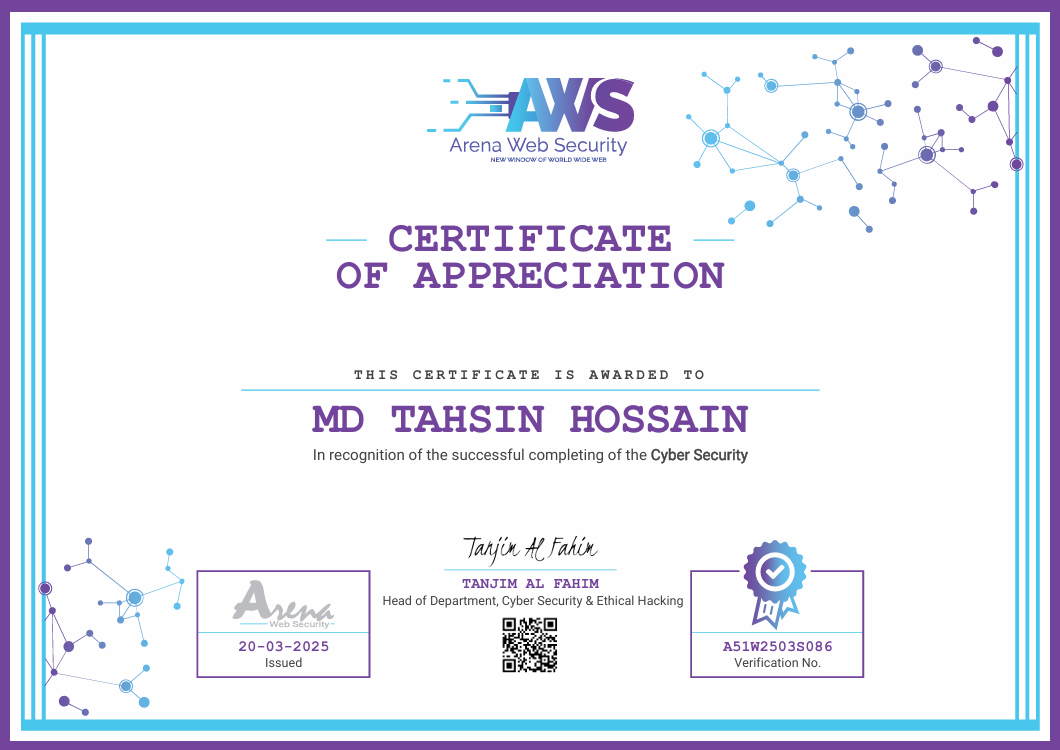 AWS
Arena Web Security
NEW WINDOW OF WORLD WIDE WEB
CERTIFICATE
OF APPRECIATION
THIS CERTIFICATE IS AWARDED TO
MD TAHSIN HOSSAIN
In recognition of the successful completing of the Cyber Security
Tanjim Al Fahim
TANJIM AL FAHIM
Head of Department, Cyber Security & Ethical Hacking
Arena
Web Security
20-03-2025
Issued
A51W2503S086
Verification No.